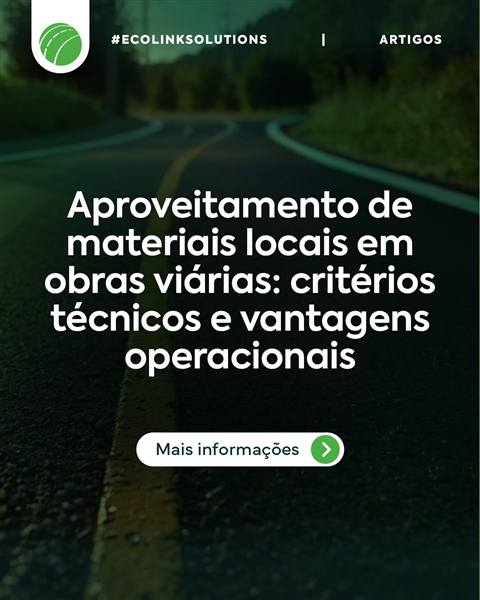 #ECOLINKSOLUTIONS | ARTIGOS
Aproveitamento de
materiais locais em
obras viárias: critérios
técnicos e vantagens
operacionais
Mais informações